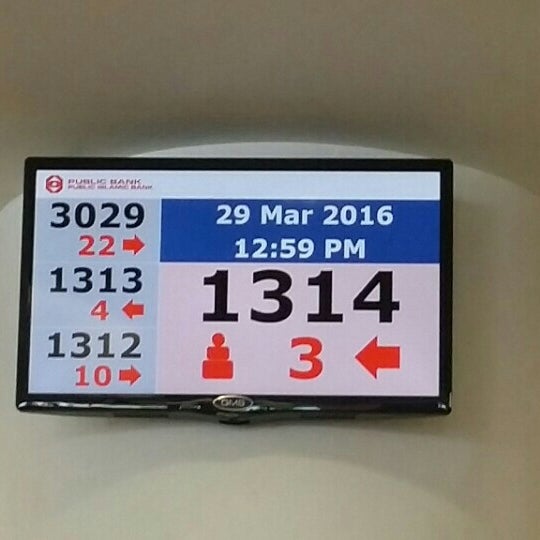 PUBLIC BANK
PUBLIC ISLAMIC BANK
3029
22
1313
4
1312
10
29 Mar 2016
12:59 PM
1314
3
QMS